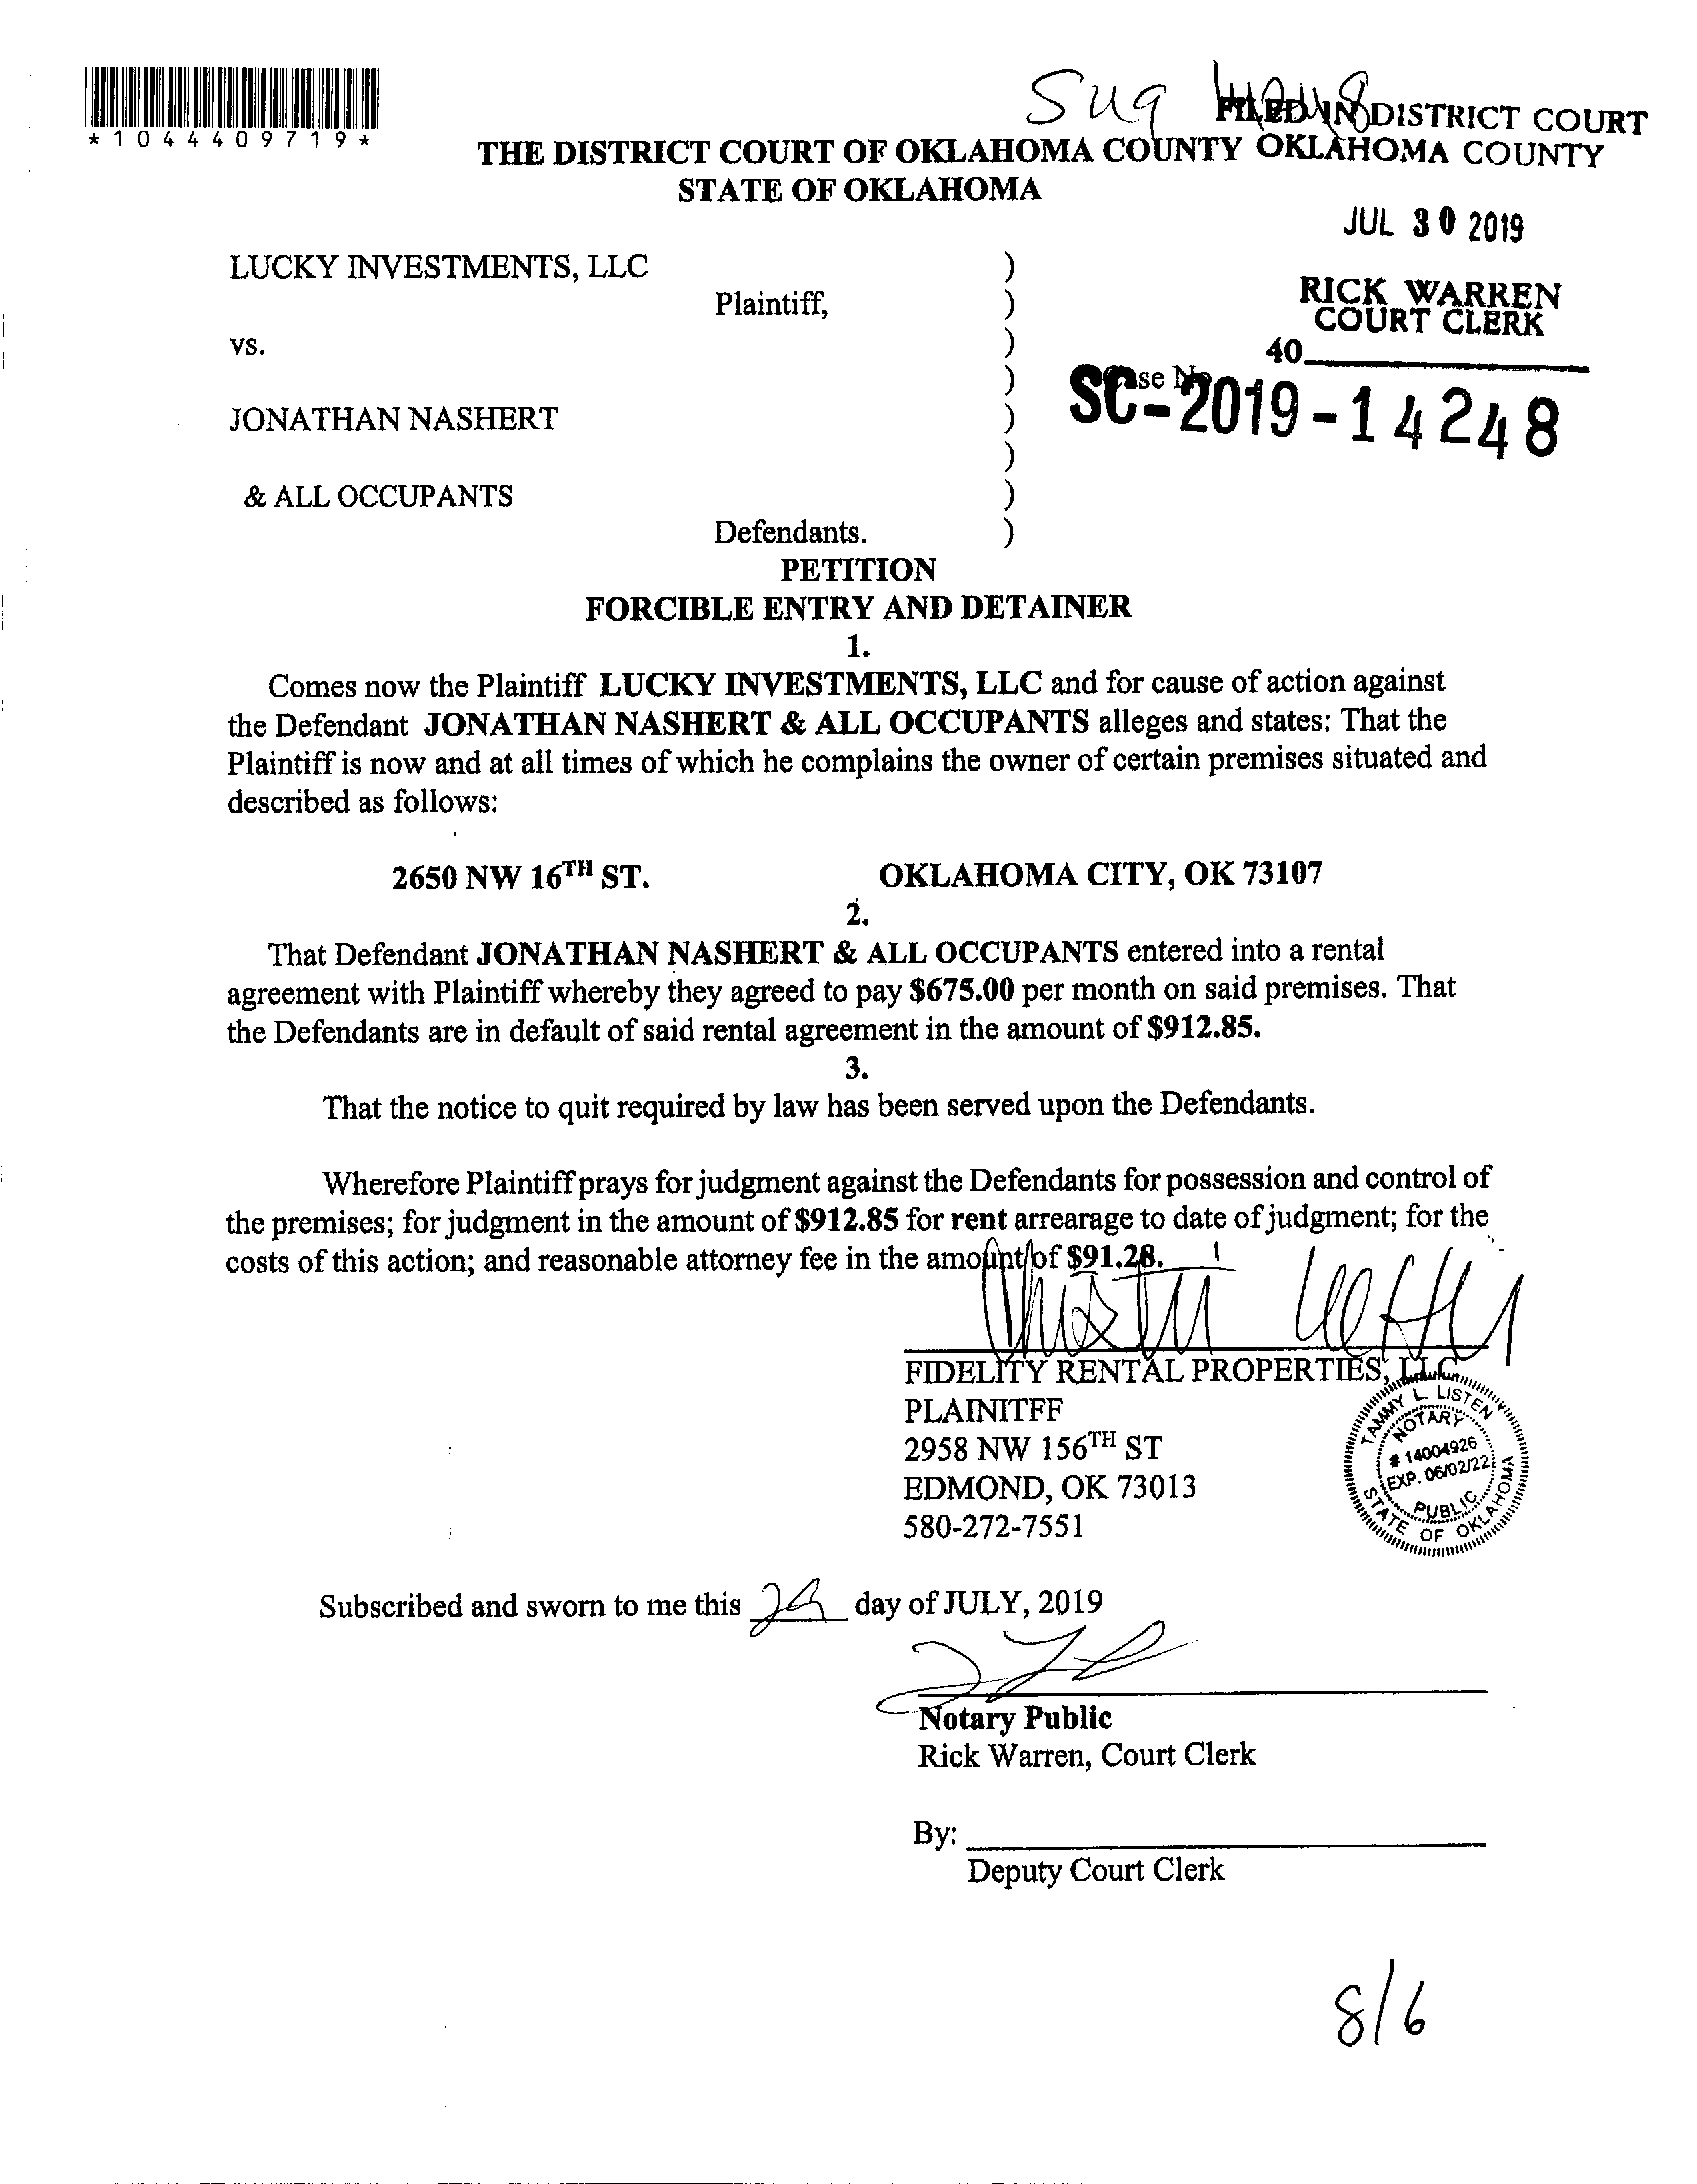 *1044409719*
FILED IN DISTRICT COURT
THE DISTRICT COURT OF OKLAHOMA COUNTY OKLAHOMA COUNTY
STATE OF OKLAHOMA
JUL 30 2019
LUCKY INVESTMENTS, LLC )
Plaintiff, )
RICK WARREN
COURT CLERK
vs. )
40
)
Case No.
SC-2019-14248
JONATHAN NASHERT )
)
& ALL OCCUPANTS )
Defendants. )
PETITION
FORCIBLE ENTRY AND DETAINER
1.
Comes now the Plaintiff LUCKY INVESTMENTS, LLC and for cause of action against
the Defendant JONATHAN NASHERT & ALL OCCUPANTS alleges and states: That the
Plaintiff is now and at all times of which he complains the owner of certain premises situated and
described as follows:
2650 NW 16TH ST. OKLAHOMA CITY, OK 73107
2.
That Defendant JONATHAN NASHERT & ALL OCCUPANTS entered into a rental
agreement with Plaintiff whereby they agreed to pay $675.00 per month on said premises. That
the Defendants are in default of said rental agreement in the amount of $912.85.
3.
That the notice to quit required by law has been served upon the Defendants.
Wherefore Plaintiff prays for judgment against the Defendants for possession and control of
the premises; for judgment in the amount of $912.85 for rent arrearage to date of judgment; for the
costs of this action; and reasonable attorney fee in the amount of $91.28.
FIDELITY RENTAL PROPERTIES, LLC
PLAINITFF
2958 NW 156TH ST
EDMOND, OK 73013
580-272-7551
TAMMY L. LISTEN
NOTARY
# 14004926
EXP. 06/02/22
PUBLIC
STATE OF OKLAHOMA
Subscribed and sworn to me this day of JULY, 2019
Notary Public
Rick Warren, Court Clerk
By:
Deputy Court Clerk
8/6